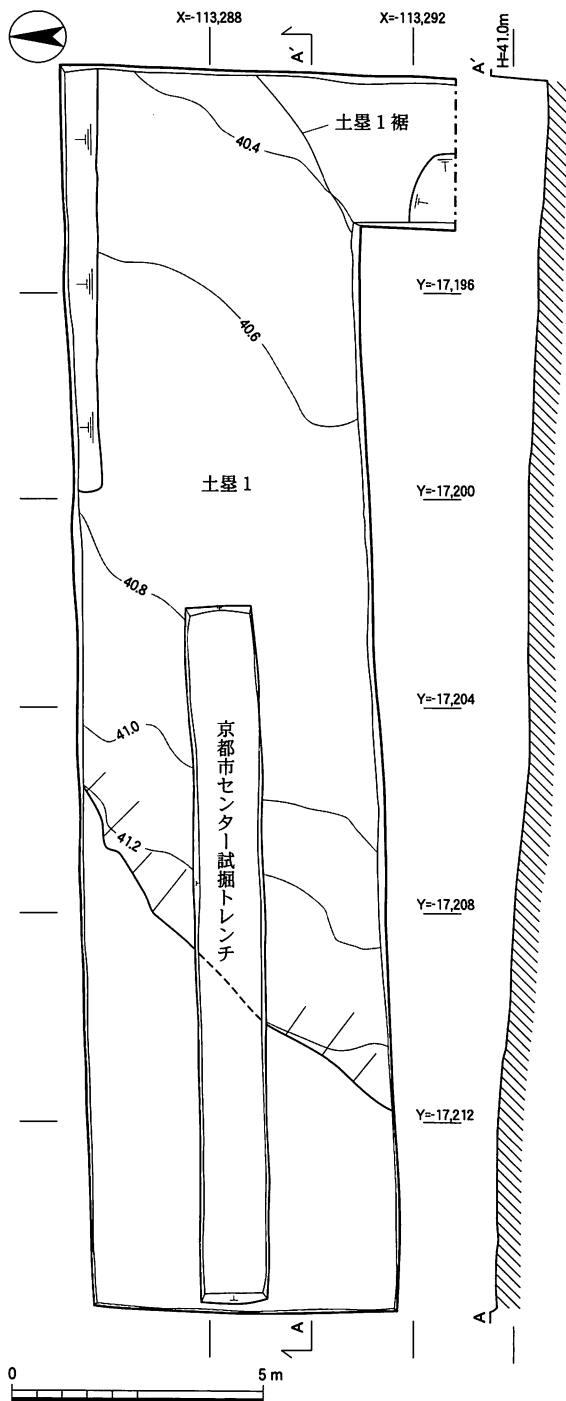 X=-113,288
X=-113,292
A´
A´
H=41.0m
土塁1裾
40.4
Y=-17,196
40.6
土塁1
Y=-17,200
40.8
Y=-17,204
41.0
京都市センター試掘トレンチ
41.2
Y=-17,208
Y=-17,212
A
A
0
5 m